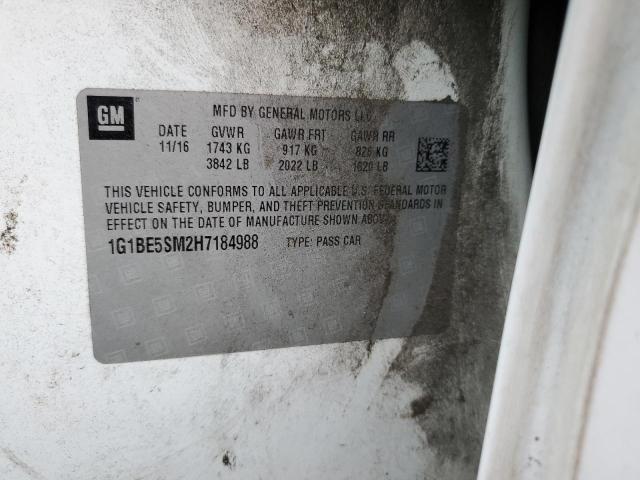 GM
MFD BY GENERAL MOTORS LLC
DATE GVWR GAWR FRT GAWR RR
11/16 1743 KG 917 KG 826 KG
3842 LB 2022 LB 1820 LB
THIS VEHICLE CONFORMS TO ALL APPLICABLE U.S. FEDERAL MOTOR
VEHICLE SAFETY, BUMPER, AND THEFT PREVENTION STANDARDS IN
EFFECT ON THE DATE OF MANUFACTURE SHOWN ABOVE.
1G1BE5SM2H7184988 TYPE: PASS CAR